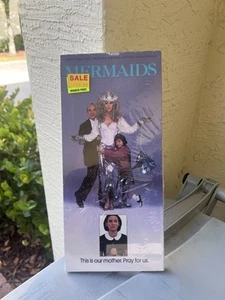 MERMAIDS
SALE
This is our mother. Pray for us.